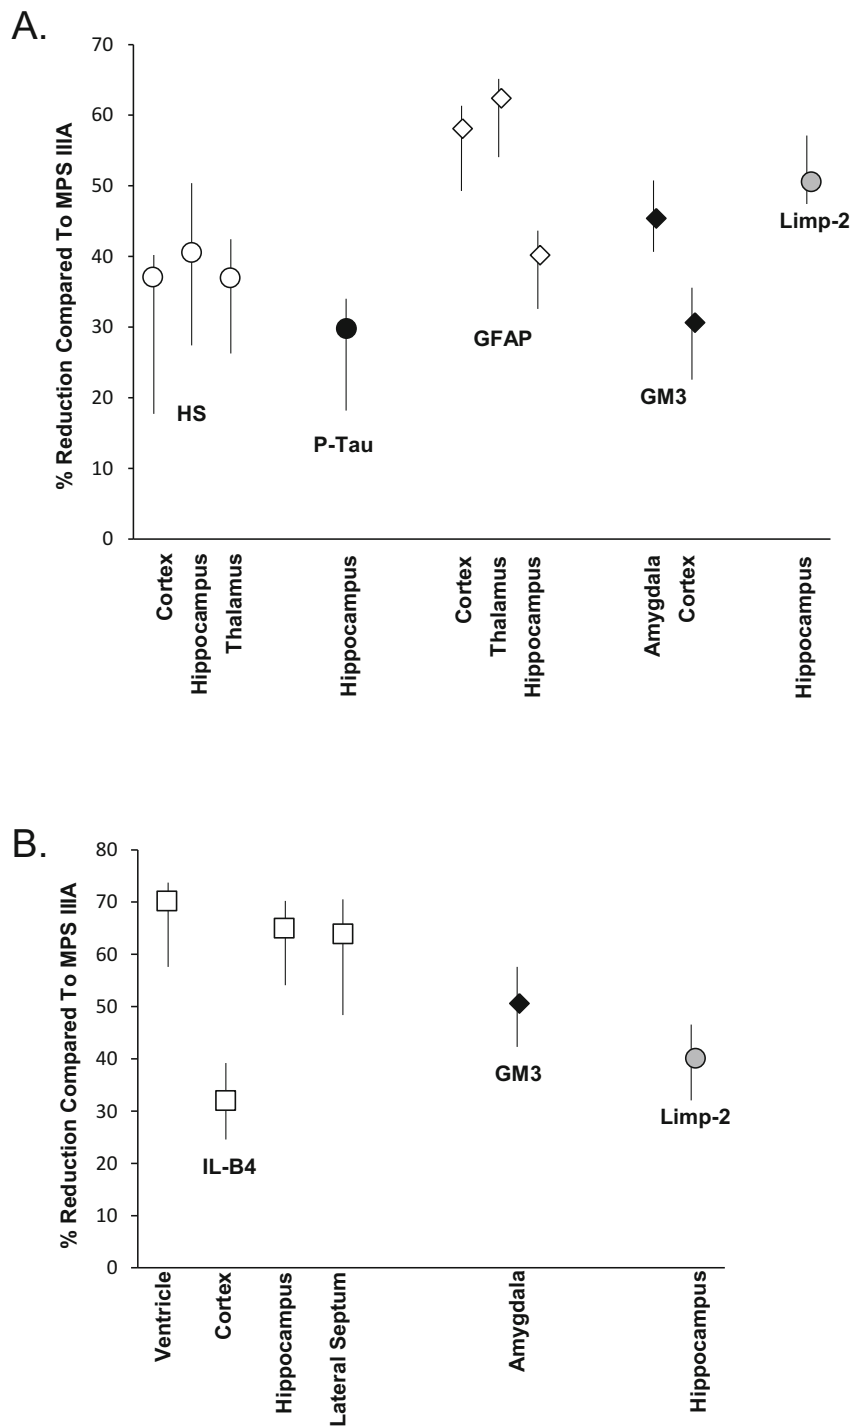 A.
% Reduction Compared To MPS IIIA
70
60
50
40
30
20
10
0
HS
P-Tau
GFAP
GM3
Limp-2
Cortex
Hippocampus
Thalamus
Hippocampus
Cortex
Thalamus
Hippocampus
Amygdala
Cortex
Hippocampus
B.
% Reduction Compared To MPS IIIA
80
70
60
50
40
30
20
10
0
IL-B4
GM3
Limp-2
Ventricle
Cortex
Hippocampus
Lateral Septum
Amygdala
Hippocampus